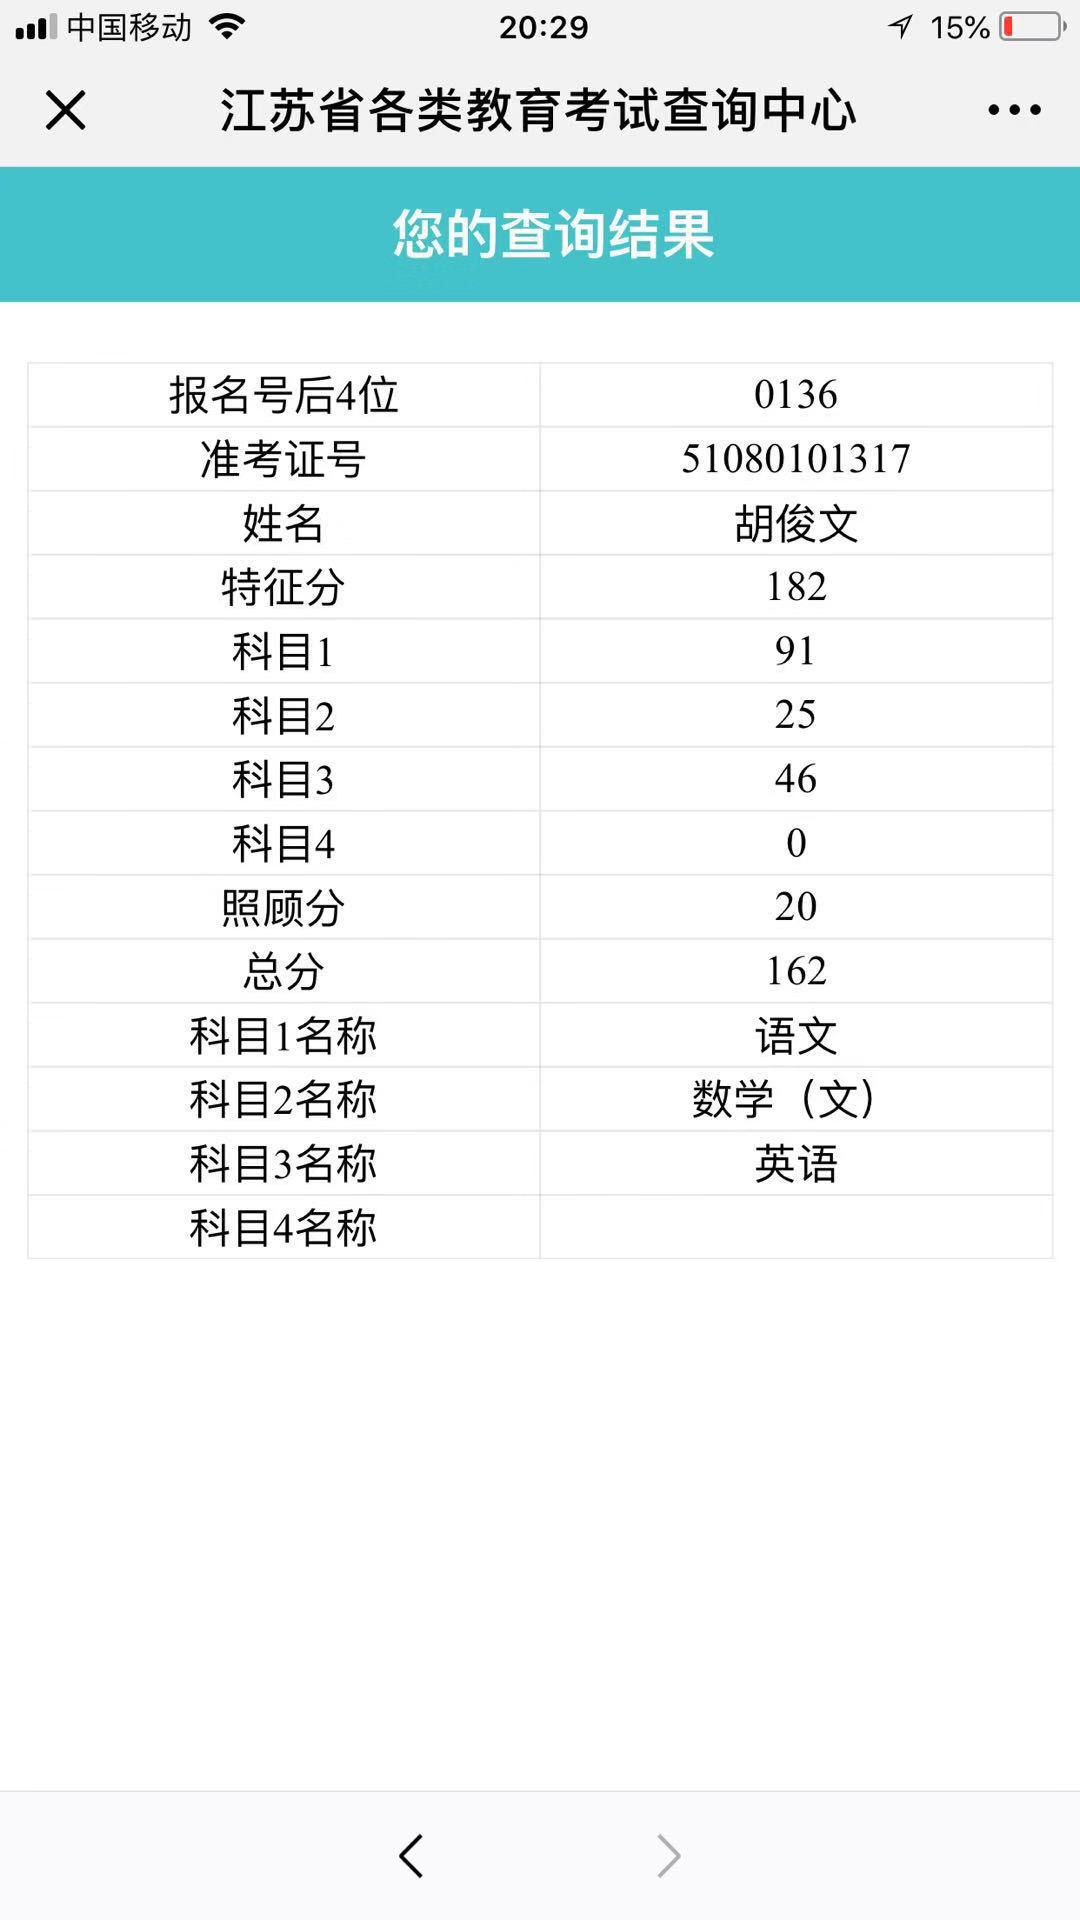 中国移动 20:29 15%
江苏省各类教育考试查询中心
您的查询结果
报名号后4位 0136
准考证号 51080101317
姓名 胡俊文
特征分 182
科目1 91
科目2 25
科目3 46
科目4 0
照顾分 20
总分 162
科目1名称 语文
科目2名称 数学（文）
科目3名称 英语
科目4名称